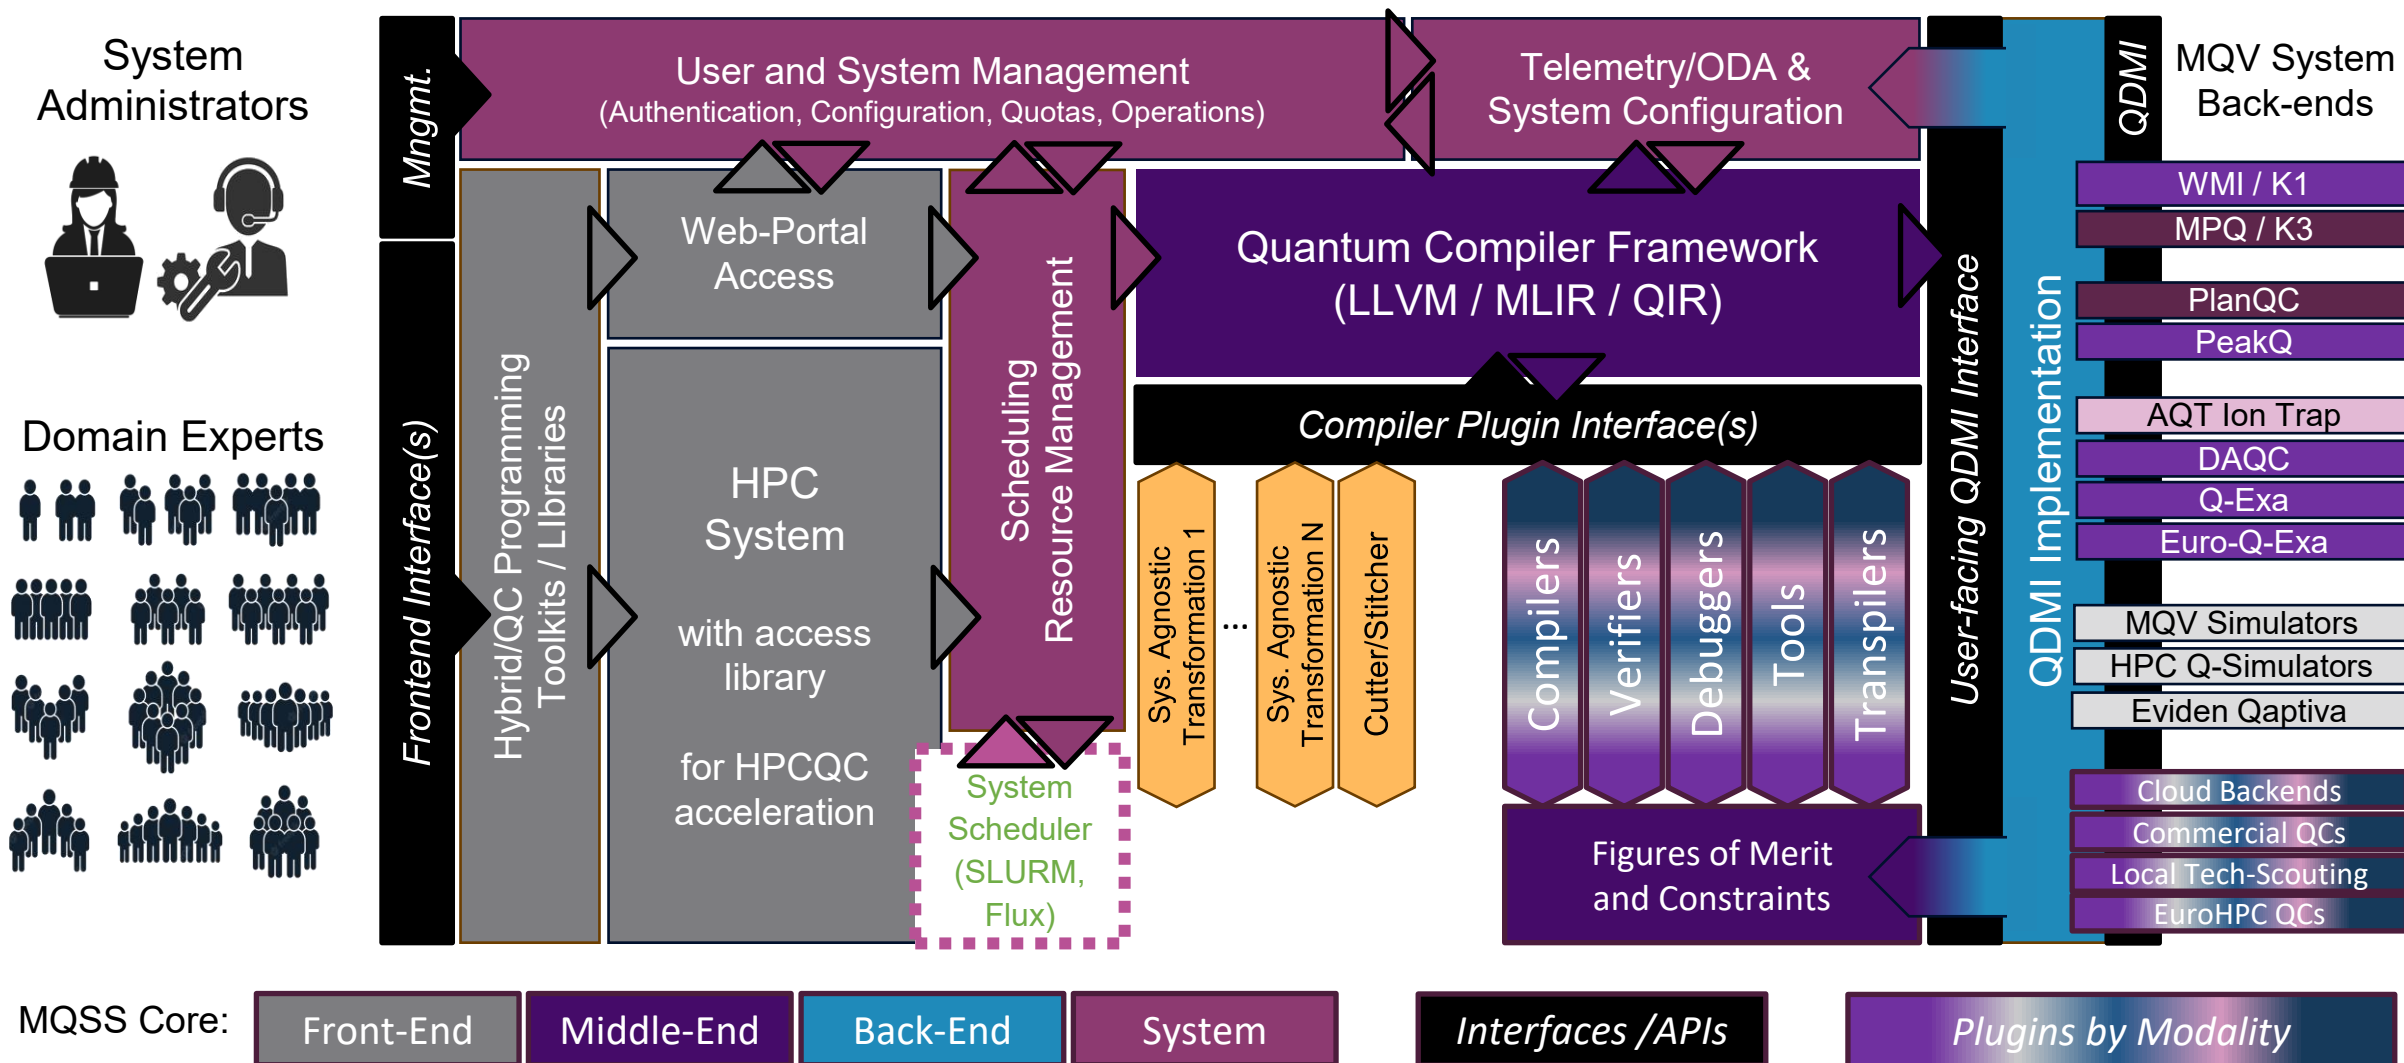 System
Administrators
Domain Experts
Mngmt.
Frontend Interface(s)
User and System Management
(Authentication, Configuration, Quotas, Operations)
Telemetry/ODA &
System Configuration
Hybrid/QC Programming
Toolkits / LIbraries
Web-Portal
Access
HPC
System
with access
library
for HPCQC
acceleration
Scheduling
Resource Management
System
Scheduler
(SLURM,
Flux)
Quantum Compiler Framework
(LLVM / MLIR / QIR)
Compiler Plugin Interface(s)
Sys. Agnostic
Transformation 1
...
Sys. Agnostic
Transformation N
Cutter/Stitcher
Compilers
Verifiers
Debuggers
Tools
Transpilers
Figures of Merit
and Constraints
User-facing QDMI Interface
QDMI Implementation
QDMI
MQV System
Back-ends
WMI / K1
MPQ / K3
PlanQC
PeakQ
AQT Ion Trap
DAQC
Q-Exa
Euro-Q-Exa
MQV Simulators
HPC Q-Simulators
Eviden Qaptiva
Cloud Backends
Commercial QCs
Local Tech-Scouting
EuroHPC QCs
MQSS Core:
Front-End
Middle-End
Back-End
System
Interfaces /APIs
Plugins by Modality